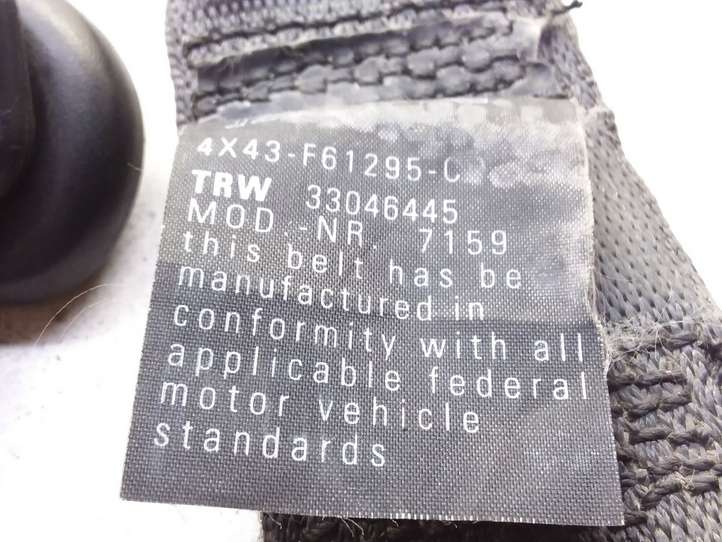 4X43-F61295-C
TRW 33046445
MOD.-NR. 7159
this belt has be
manufactured in
conformity with all
applicable federal
motor vehicle
standards